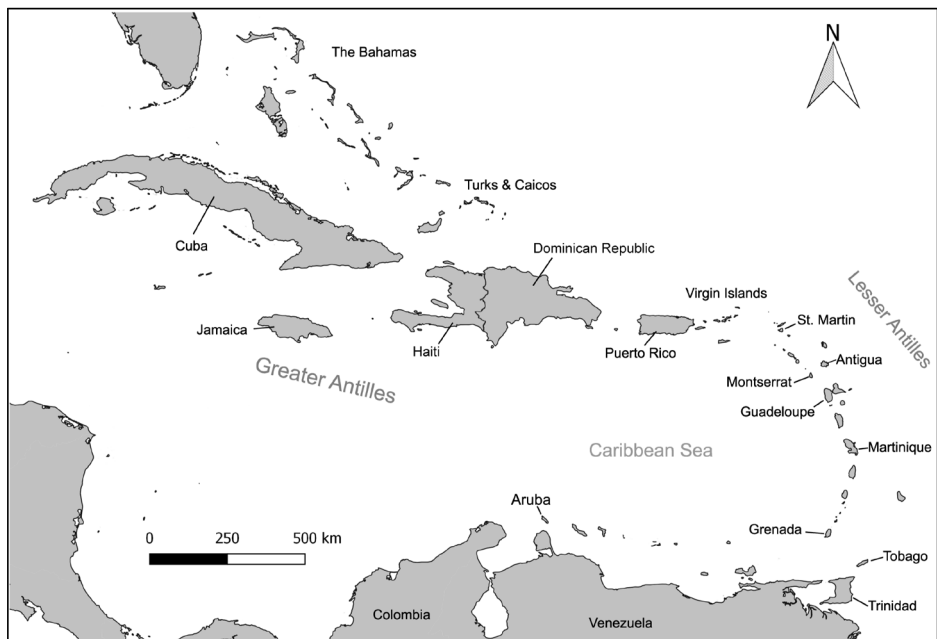 The Bahamas
N
Turks & Caicos
Cuba
Dominican Republic
Lesser Antilles
Virgin Islands
St. Martin
Jamaica
Haiti
Puerto Rico
Antigua
Greater Antilles
Montserrat
Guadeloupe
Caribbean Sea
Martinique
Aruba
Grenada
0 250 500 km
Tobago
Trinidad
Colombia
Venezuela